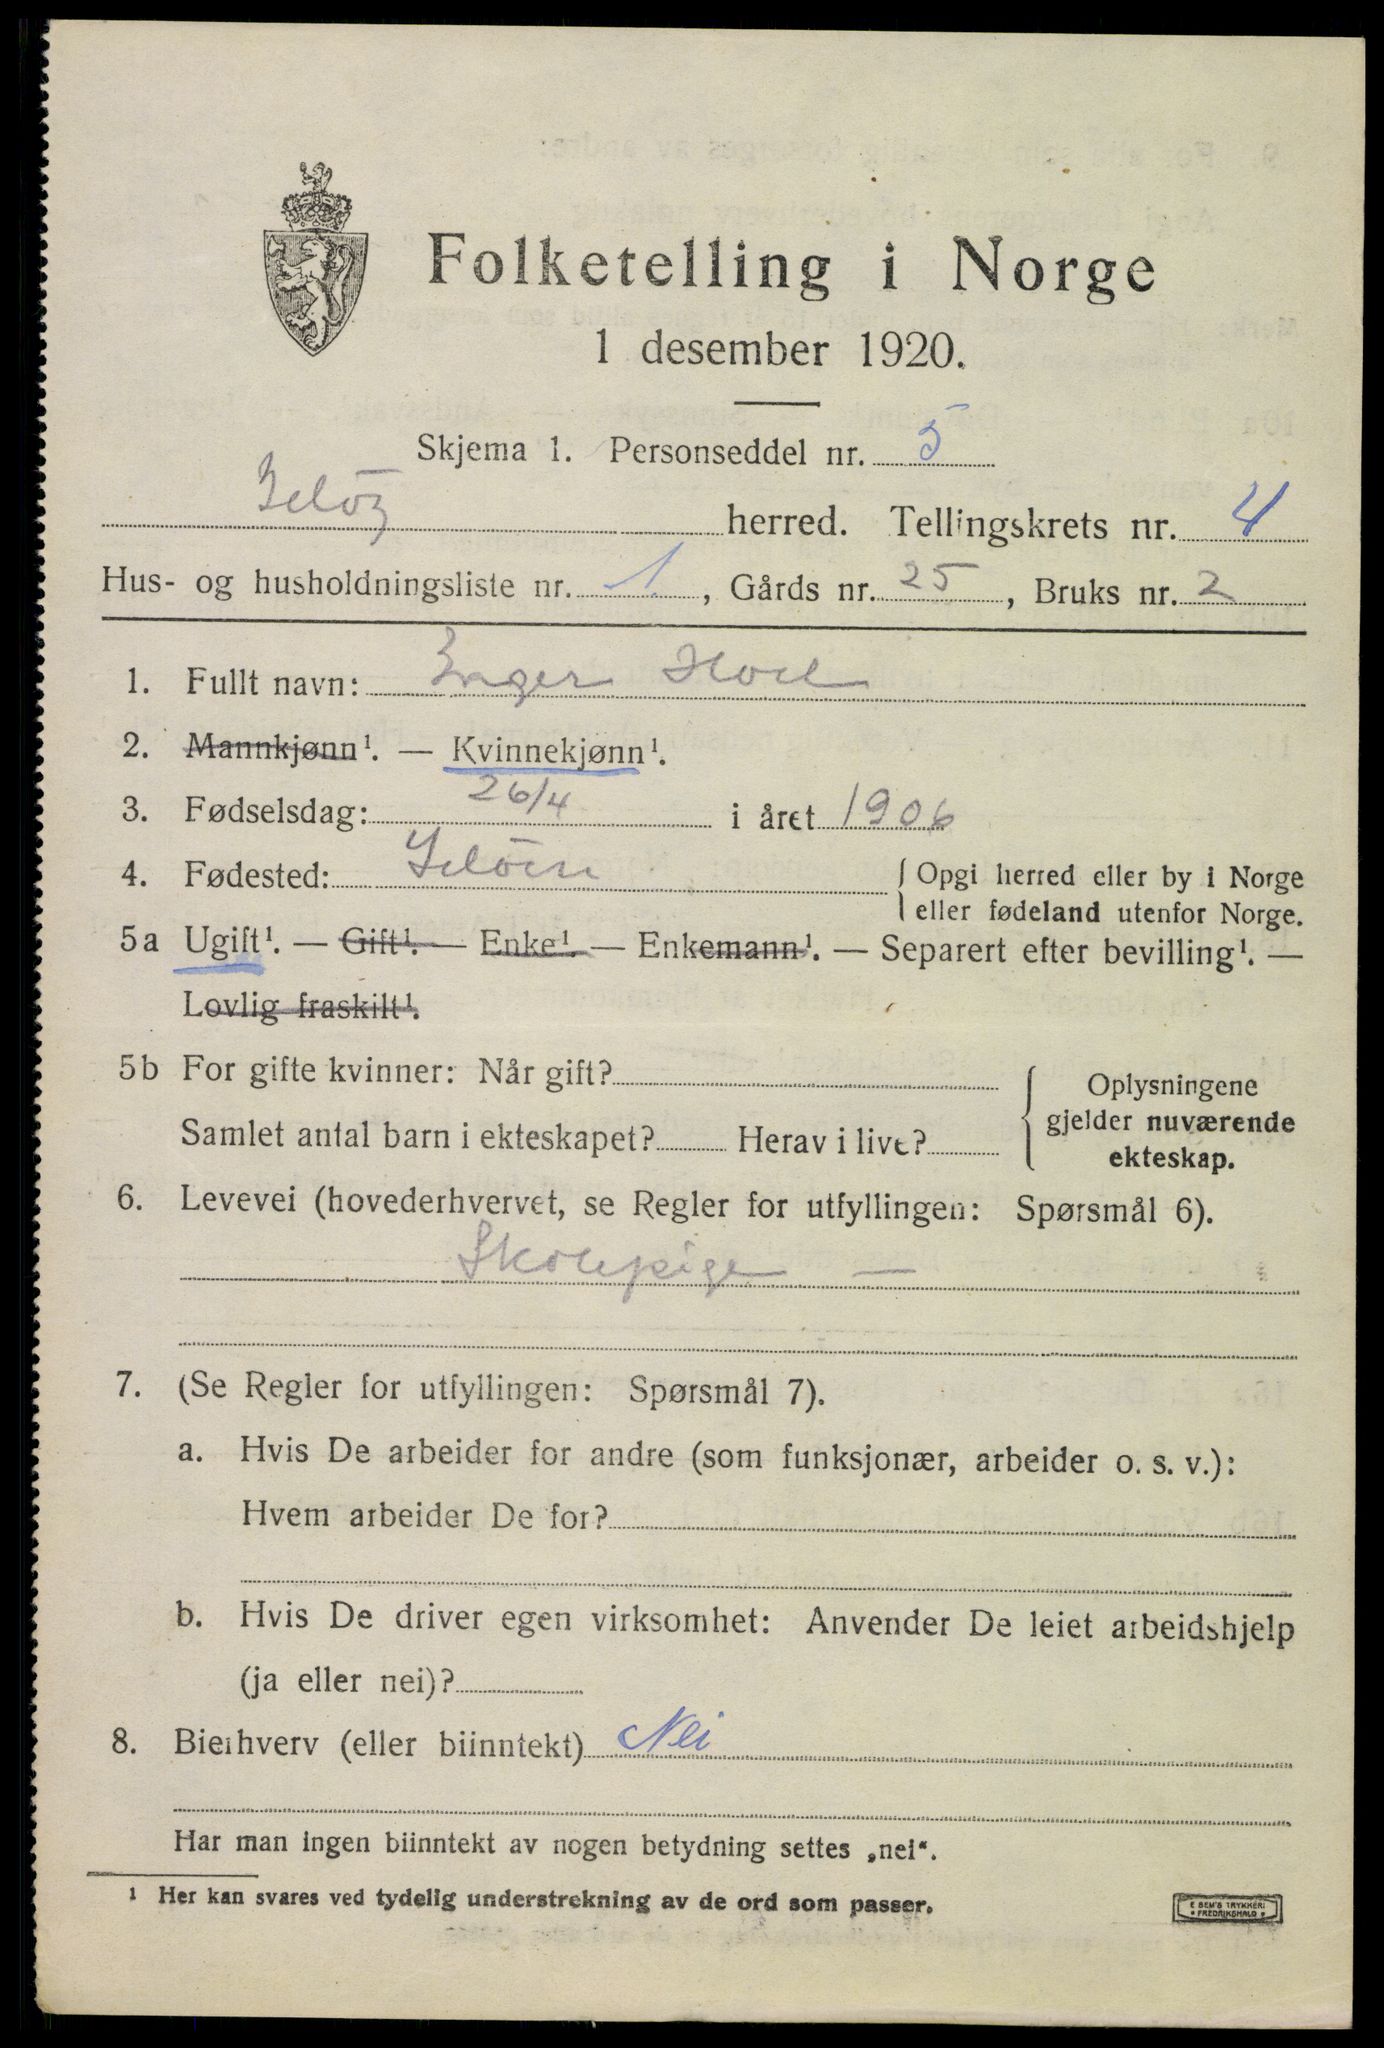 Folketelling i Norge
1 desember 1920.
Skjema 1. Personseddel nr. 5
Jeløy herred. Tellingskrets nr. 4
Hus- og husholdningsliste nr. 1, Gårds nr. 25, Bruks nr. 2
1. Fullt navn: Inger Hoel
2. Mannkjønn¹. — Kvinnekjønn¹.
3. Fødselsdag: 26/4 i året 1906
4. Fødested: Jeløen { Opgi herred eller by i Norge
eller fødeland utenfor Norge.
5a Ugift¹. — Gift¹. — Enke¹. — Enkemann¹. — Separert efter bevilling¹. —
Lovlig fraskilt¹.
5b For gifte kvinner: Når gift? { Oplysningene
gjelder nuværende
Samlet antal barn i ekteskapet? Herav i live? ekteskap.
6. Levevei (hovederhvervet, se Regler for utfyllingen: Spørsmål 6).
Skolepige —
7. (Se Regler for utfyllingen: Spørsmål 7).
a. Hvis De arbeider for andre (som funksjonær, arbeider o. s. v.):
Hvem arbeider De for?
b. Hvis De driver egen virksomhet: Anvender De leiet arbeidshjelp
(ja eller nei)?
8. Bierhverv (eller biinntekt) Nei
Har man ingen biinntekt av nogen betydning settes „nei“.
¹ Her kan svares ved tydelig understrekning av de ord som passer.
E SEM'S TRYKKERI
FREDRIKSHALD